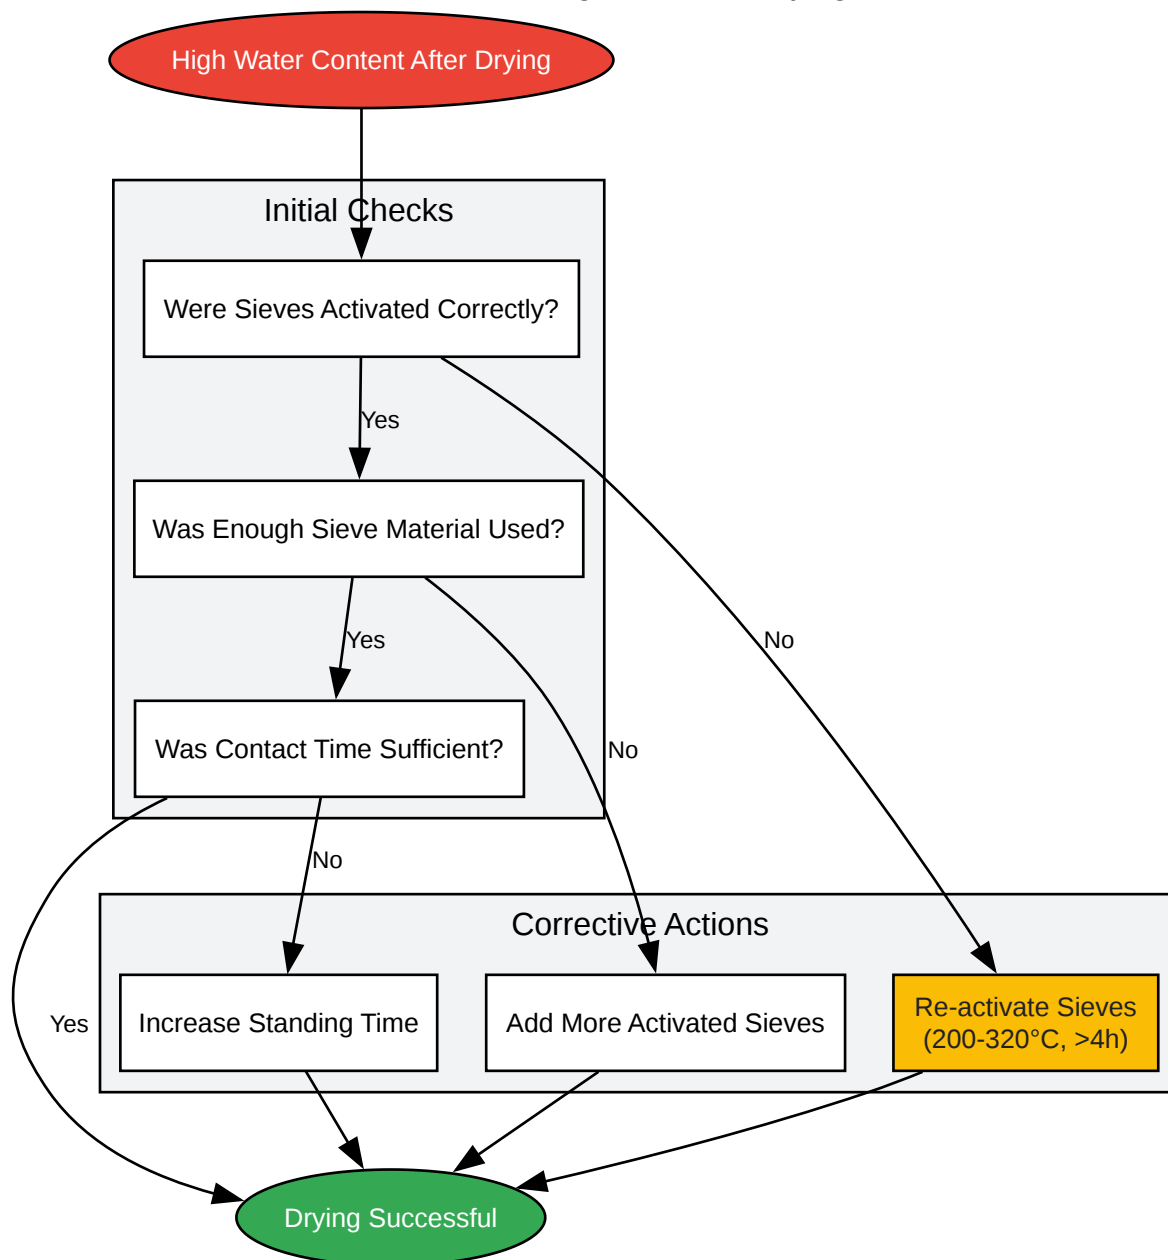 High Water Content After Drying
Initial Checks
Were Sieves Activated Correctly?
Yes
Was Enough Sieve Material Used?
Yes
No
Was Contact Time Sufficient?
No
No
Corrective Actions
Yes
Increase Standing Time
Add More Activated Sieves
Re-activate Sieves
(200-320°C, >4h)
Drying Successful